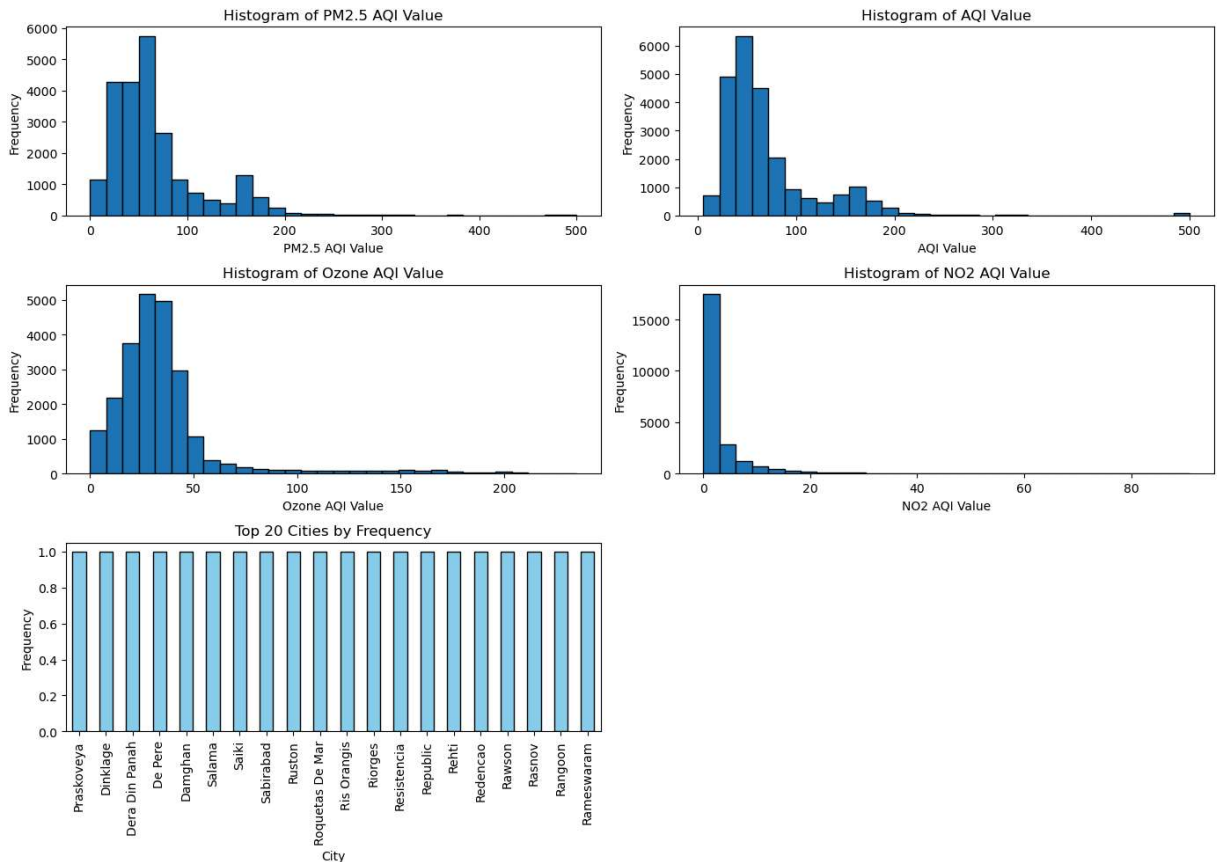 Histogram of PM2.5 AQI Value
6000
5000
4000
3000
2000
1000
0
Frequency
0 100 200 300 400 500
PM2.5 AQI Value
Histogram of AQI Value
6000
5000
4000
3000
2000
1000
0
Frequency
0 100 200 300 400 500
AQI Value
Histogram of Ozone AQI Value
5000
4000
3000
2000
1000
0
Frequency
0 50 100 150 200
Ozone AQI Value
Histogram of NO2 AQI Value
15000
10000
5000
0
Frequency
0 20 40 60 80
NO2 AQI Value
Top 20 Cities by Frequency
1.0
0.8
0.6
0.4
0.2
0.0
Frequency
Praskoveya
Dinklage
Dera Din Panah
De Pere
Damghan
Salama
Saiki
Sabirabad
Ruston
Roquetas De Mar
Ris Orangis
Riorges
Resistencia
Republic
Rehti
Redencao
Rawson
Rasnov
Rangoon
Rameswaram
City